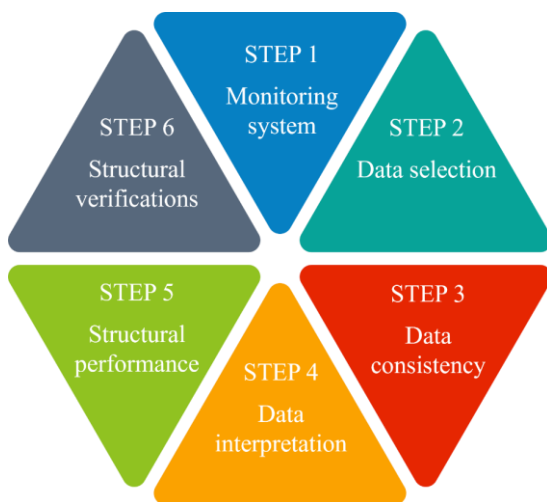 STEP 1
Monitoring
system
STEP 2
Data selection
STEP 3
Data
consistency
STEP 4
Data
interpretation
STEP 5
Structural
performance
STEP 6
Structural
verifications